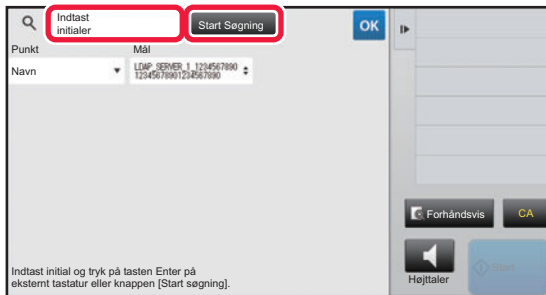 Indtast
initialer
Start Søgning
OK
Punkt
Mål
Navn
LDAP_SERVER_1_1234567890
12345678901234567890
Forhåndsvis
CA
Højttaler
Start
Indtast initial og tryk på tasten Enter på
eksternt tastatur eller knappen [Start søgning].